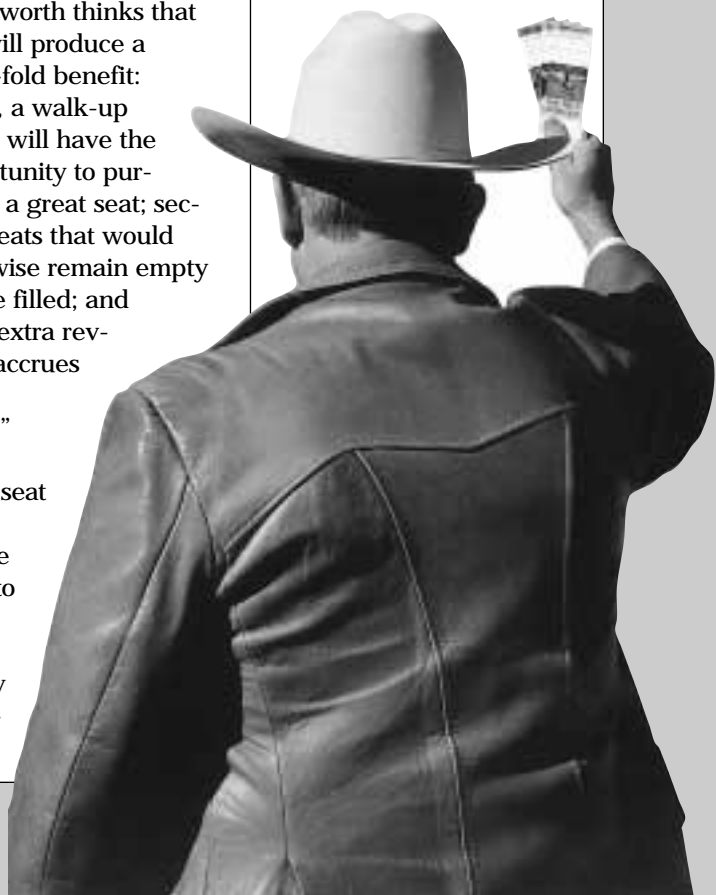 worth thinks that
ill produce a
-fold benefit:
, a walk-up
will have the
tunity to pur-
a great seat; sec-
eats that would
wise remain empty
e filled; and
extra rev-
accrues
”
seat
e
to
y